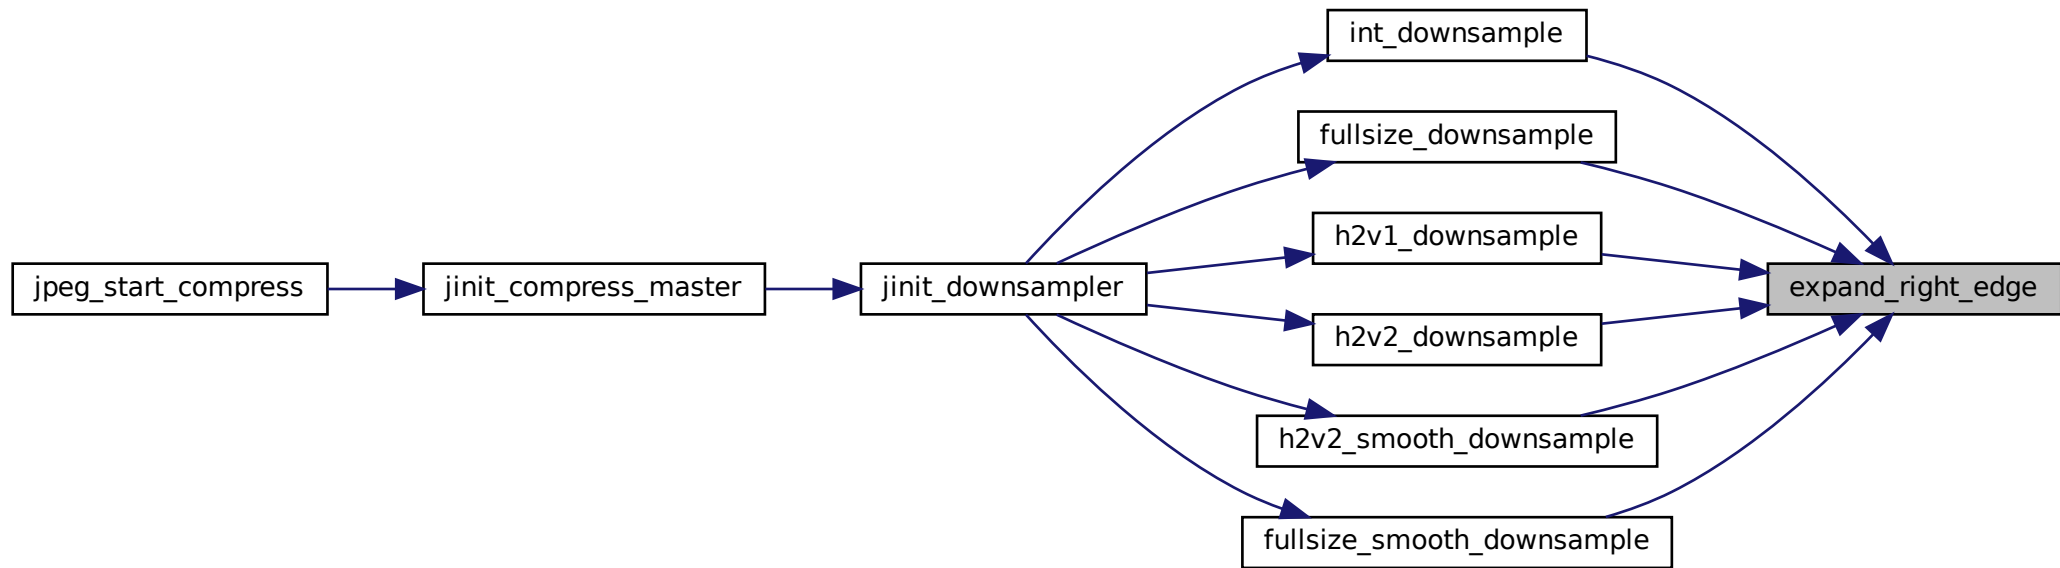 int_downsample
fullsize_downsample
h2v1_downsample
jpeg_start_compress
jinit_compress_master
jinit_downsampler
expand_right_edge
h2v2_downsample
h2v2_smooth_downsample
fullsize_smooth_downsample